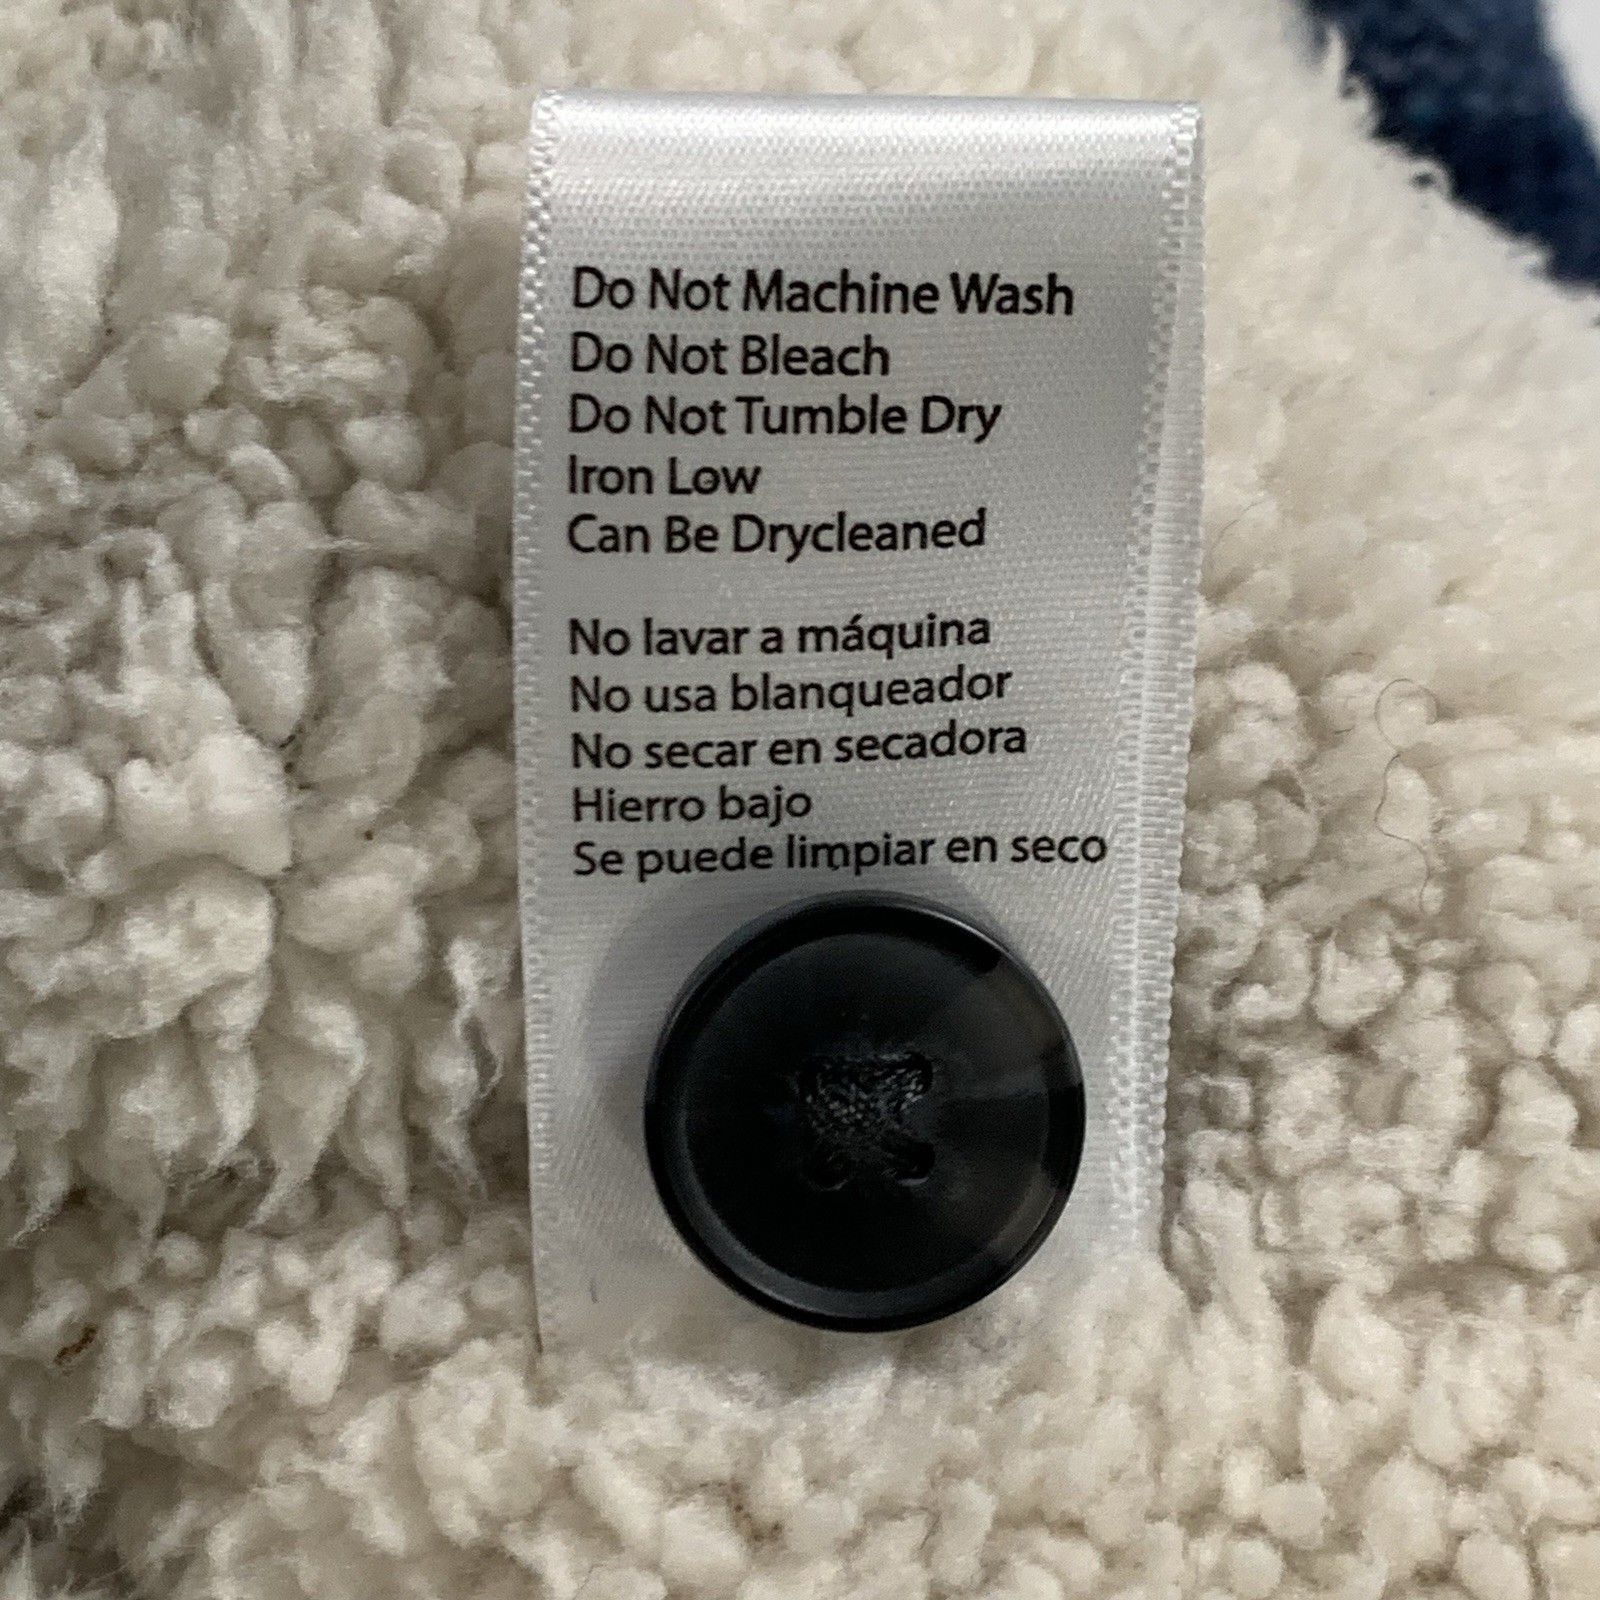 Do Not Machine Wash
Do Not Bleach
Do Not Tumble Dry
Iron Low
Can Be Drycleaned
No lavar a máquina
No usa blanqueador
No secar en secadora
Hierro bajo
Se puede limpiar en seco